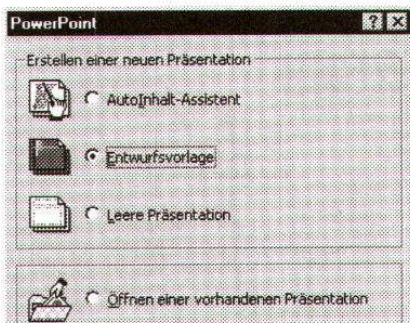 PowerPoint
Erstellen einer neuen Präsentation
AutoInhalt-Assistent
Entwurfsvorlage
Leere Präsentation
Öffnen einer vorhandenen Präsentation